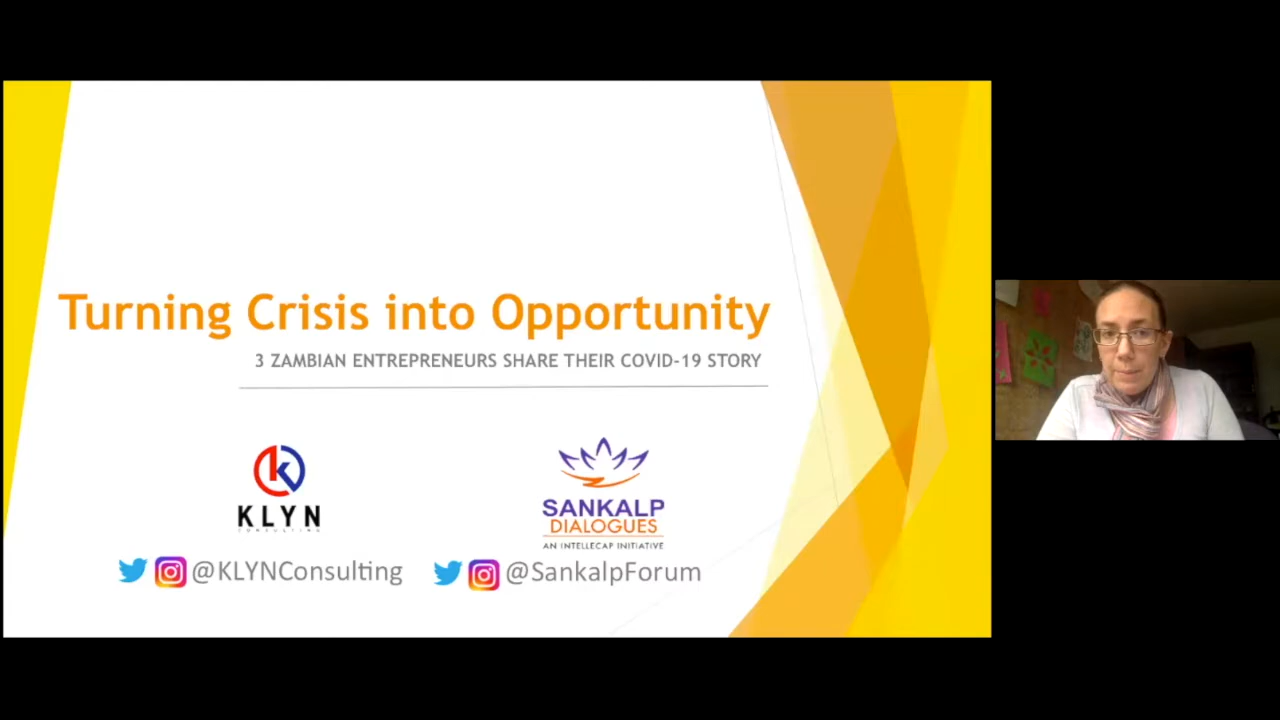 Turning Crisis into Opportunity
3 ZAMBIAN ENTREPRENEURS SHARE THEIR COVID-19 STORY
KLYN
CONSULTING
SANKALP
DIALOGUES
AN INTELLECAP INITIATIVE
@KLYNConsulting
@SankalpForum